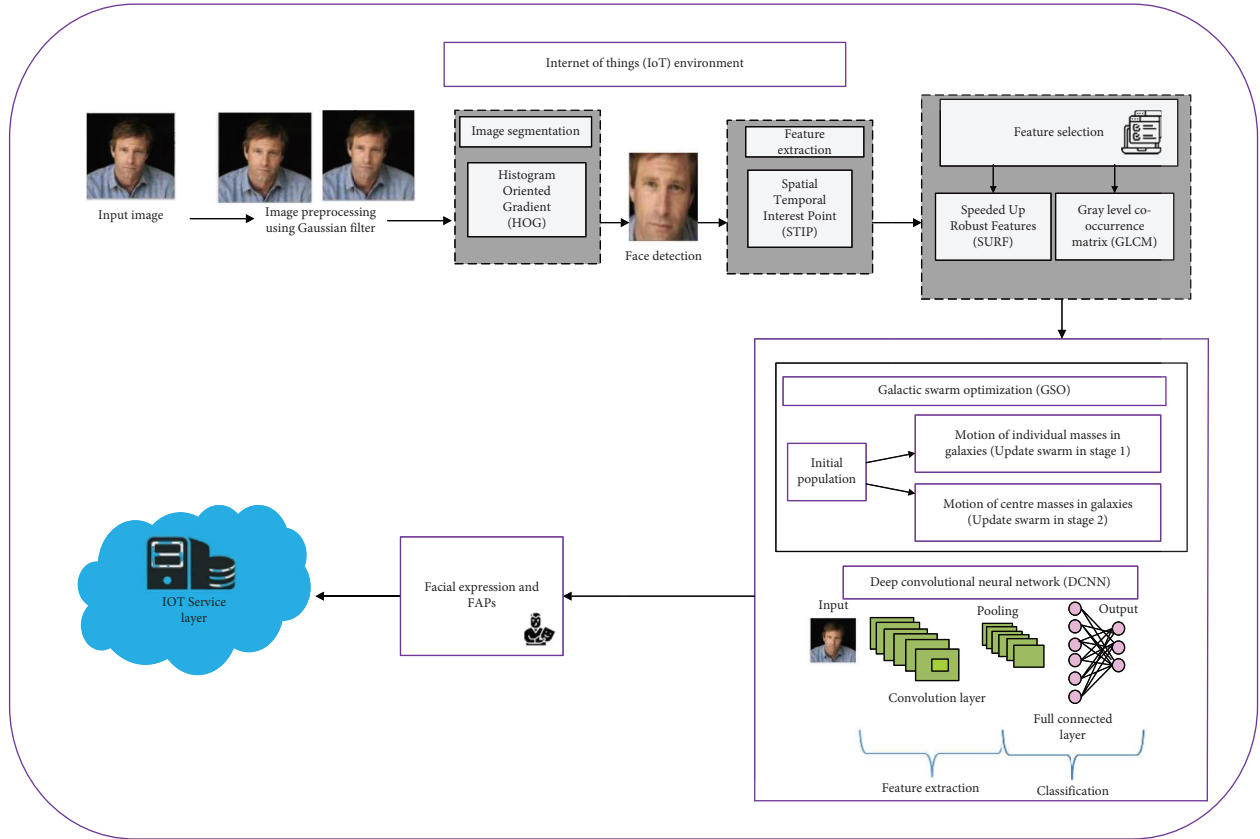 Internet of things (IoT) environment
Input image
Image preprocessing
using Gaussian filter
Image segmentation
Histogram
Oriented
Gradient
(HOG)
Face detection
Feature
extraction
Spatial
Temporal
Interest Point
(STIP)
Feature selection
Speeded Up
Robust Features
(SURF)
Gray level co-
occurrence
matrix (GLCM)
Galactic swarm optimization (GSO)
Initial
population
Motion of individual masses in
galaxies (Update swarm in stage 1)
Motion of centre masses in galaxies
(Update swarm in stage 2)
Deep convolutional neural network (DCNN)
Input
Pooling
Output
Convolution layer
Full connected
layer
Feature extraction
Classification
Facial expression and
FAPs
IOT Service
layer